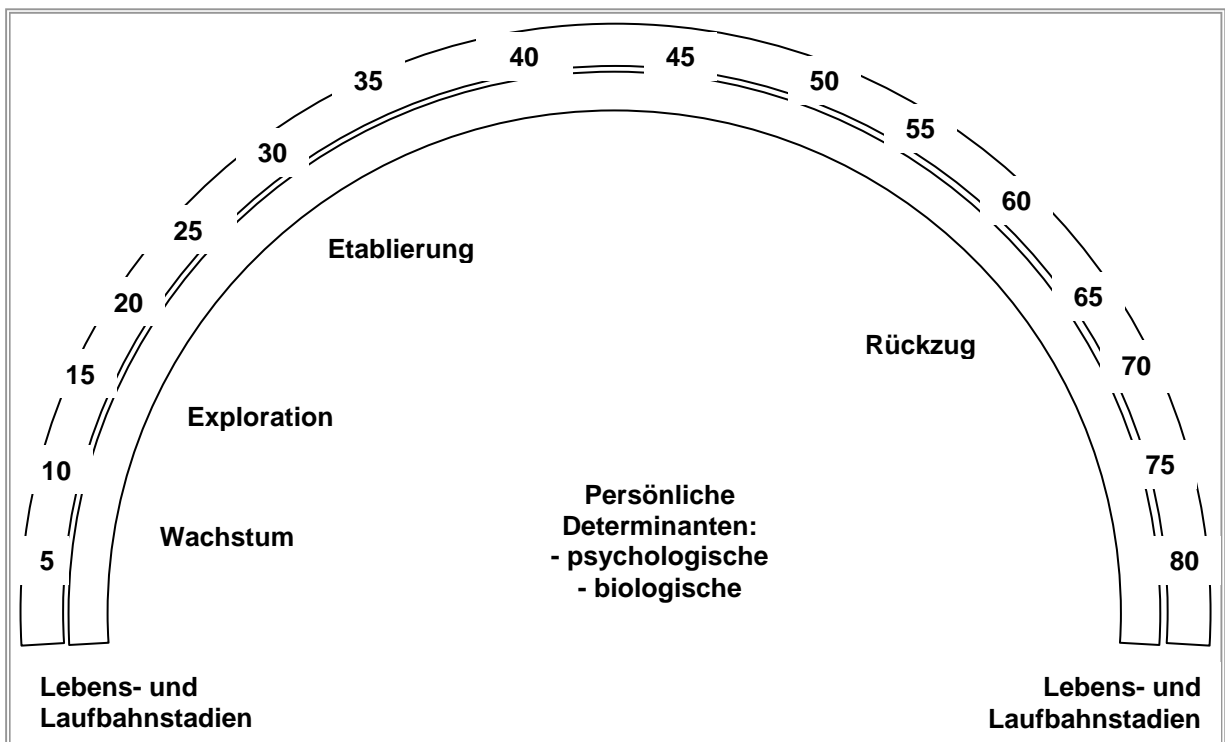 5
10
15
20
25
30
35
40
45
50
55
60
65
70
75
80
Etablierung
Rückzug
Exploration
Wachstum
Persönliche
Determinanten:
- psychologische
- biologische
Lebens- und
Laufbahnstadien
Lebens- und
Laufbahnstadien